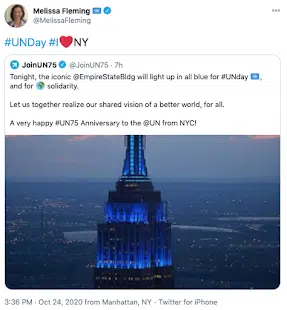 Melissa Fleming 🇺🇳
@MelissaFleming
#UNDay #I❤️NY
JoinUN75 @JoinUN75 · 7h
Tonight, the iconic @EmpireStateBldg will light up in all blue for #UNday 🇺🇳,
and for 🌍 solidarity.
Let us together realize our shared vision of a better world, for all.
A very happy #UN75 Anniversary to the @UN from NYC!
3:36 PM · Oct 24, 2020 from Manhattan, NY · Twitter for iPhone